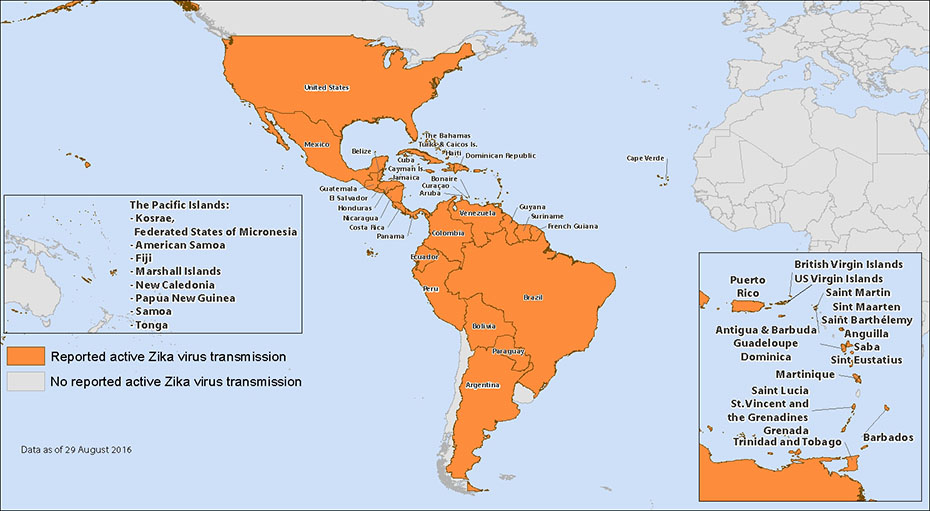 United States
Mexico
The Bahamas
Turks & Caicos Is.
Belize
Cuba
Haiti
Dominican Republic
Cayman Is.
Jamaica
Bonaire
Curaçao
Aruba
Guatemala
El Salvador
Honduras
Nicaragua
Costa Rica
Panama
Cape Verde
Venezuela
Guyana
Suriname
French Guiana
Colombia
Ecuador
Peru
Brazil
Bolivia
Paraguay
Argentina
The Pacific Islands:
- Kosrae,
Federated States of Micronesia
- American Samoa
- Fiji
- Marshall Islands
- New Caledonia
- Papua New Guinea
- Samoa
- Tonga
Reported active Zika virus transmission
No reported active Zika virus transmission
Data as of 29 August 2016
British Virgin Islands
US Virgin Islands
Puerto
Rico
Saint Martin
Sint Maarten
Saint Barthélemy
Antigua & Barbuda
Anguilla
Guadeloupe
Saba
Dominica
Sint Eustatius
Martinique
Saint Lucia
St.Vincent and
the Grenadines
Grenada
Barbados
Trinidad and Tobago